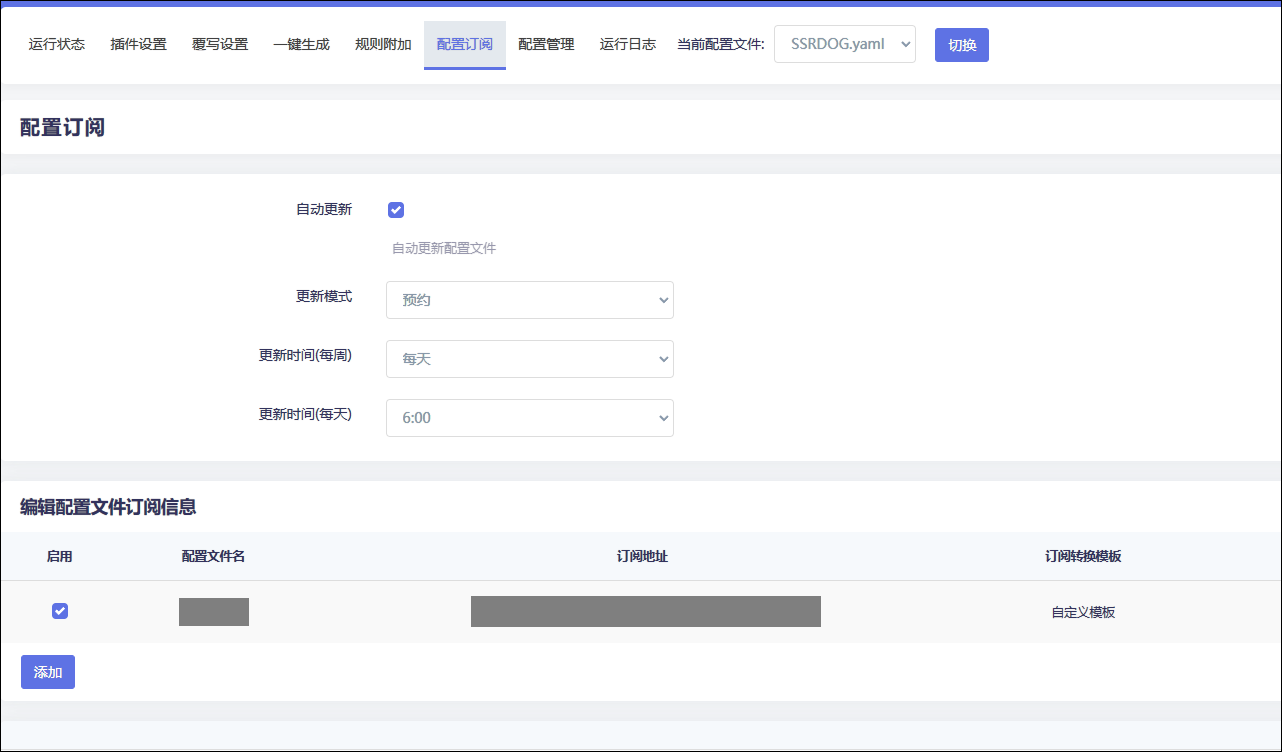 运行状态 插件设置 覆写设置 一键生成 规则附加 配置订阅 配置管理 运行日志 当前配置文件: SSRDOG.yaml 切换
配置订阅
自动更新
自动更新配置文件
更新模式 预约
更新时间(每周) 每天
更新时间(每天) 6:00
编辑配置文件订阅信息
启用 配置文件名 订阅地址 订阅转换模板
自定义模板
添加